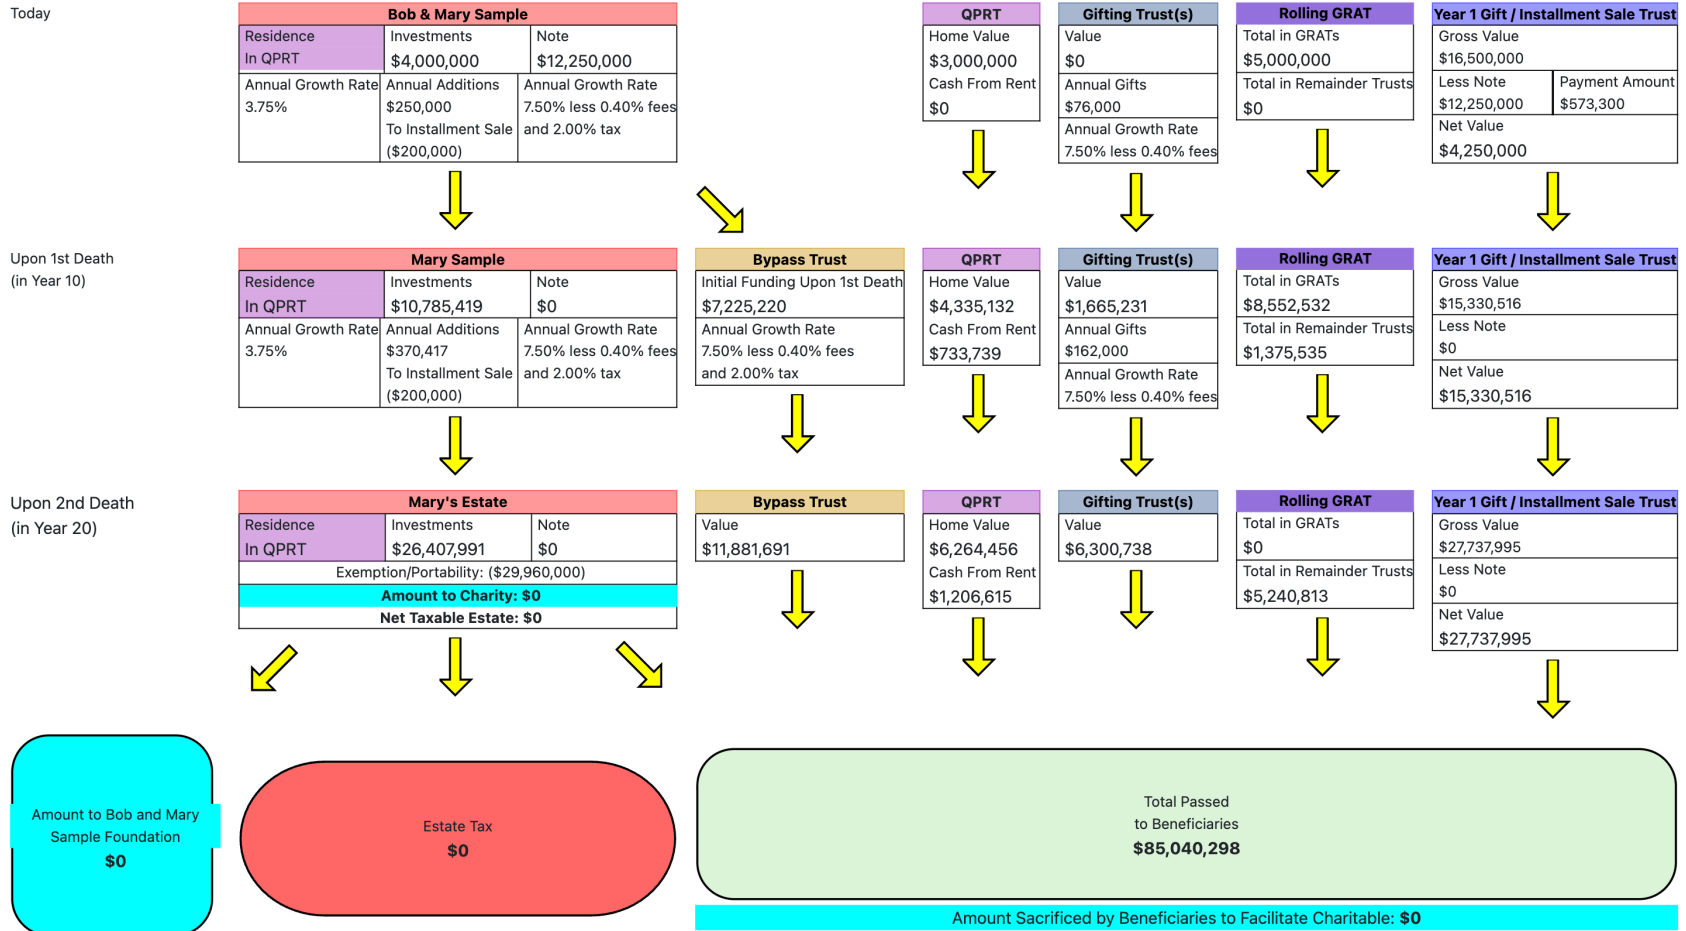 Today
Bob & Mary Sample
Residence
In QPRT
Investments
$4,000,000
Note
$12,250,000
Annual Growth Rate
3.75%
Annual Additions
$250,000
To Installment Sale
($200,000)
Annual Growth Rate
7.50% less 0.40% fees
and 2.00% tax
QPRT
Home Value
$3,000,000
Cash From Rent
$0
Gifting Trust(s)
Value
$0
Annual Gifts
$76,000
Annual Growth Rate
7.50% less 0.40% fees
Rolling GRAT
Total in GRATs
$5,000,000
Total in Remainder Trusts
$0
Year 1 Gift / Installment Sale Trust
Gross Value
$16,500,000
Less Note
$12,250,000
Payment Amount
$573,300
Net Value
$4,250,000
Upon 1st Death
(in Year 10)
Mary Sample
Residence
In QPRT
Investments
$10,785,419
Note
$0
Annual Growth Rate
3.75%
Annual Additions
$370,417
To Installment Sale
($200,000)
Annual Growth Rate
7.50% less 0.40% fees
and 2.00% tax
Bypass Trust
Initial Funding Upon 1st Death
$7,225,220
Annual Growth Rate
7.50% less 0.40% fees
and 2.00% tax
QPRT
Home Value
$4,335,132
Cash From Rent
$733,739
Gifting Trust(s)
Value
$1,665,231
Annual Gifts
$162,000
Annual Growth Rate
7.50% less 0.40% fees
Rolling GRAT
Total in GRATs
$8,552,532
Total in Remainder Trusts
$1,375,535
Year 1 Gift / Installment Sale Trust
Gross Value
$15,330,516
Less Note
$0
Net Value
$15,330,516
Upon 2nd Death
(in Year 20)
Mary's Estate
Residence
In QPRT
Investments
$26,407,991
Note
$0
Exemption/Portability: ($29,960,000)
Amount to Charity: $0
Net Taxable Estate: $0
Bypass Trust
Value
$11,881,691
QPRT
Home Value
$6,264,456
Cash From Rent
$1,206,615
Gifting Trust(s)
Value
$6,300,738
Rolling GRAT
Total in GRATs
$0
Total in Remainder Trusts
$5,240,813
Year 1 Gift / Installment Sale Trust
Gross Value
$27,737,995
Less Note
$0
Net Value
$27,737,995
Amount to Bob and Mary
Sample Foundation
$0
Estate Tax
$0
Total Passed
to Beneficiaries
$85,040,298
Amount Sacrificed by Beneficiaries to Facilitate Charitable: $0